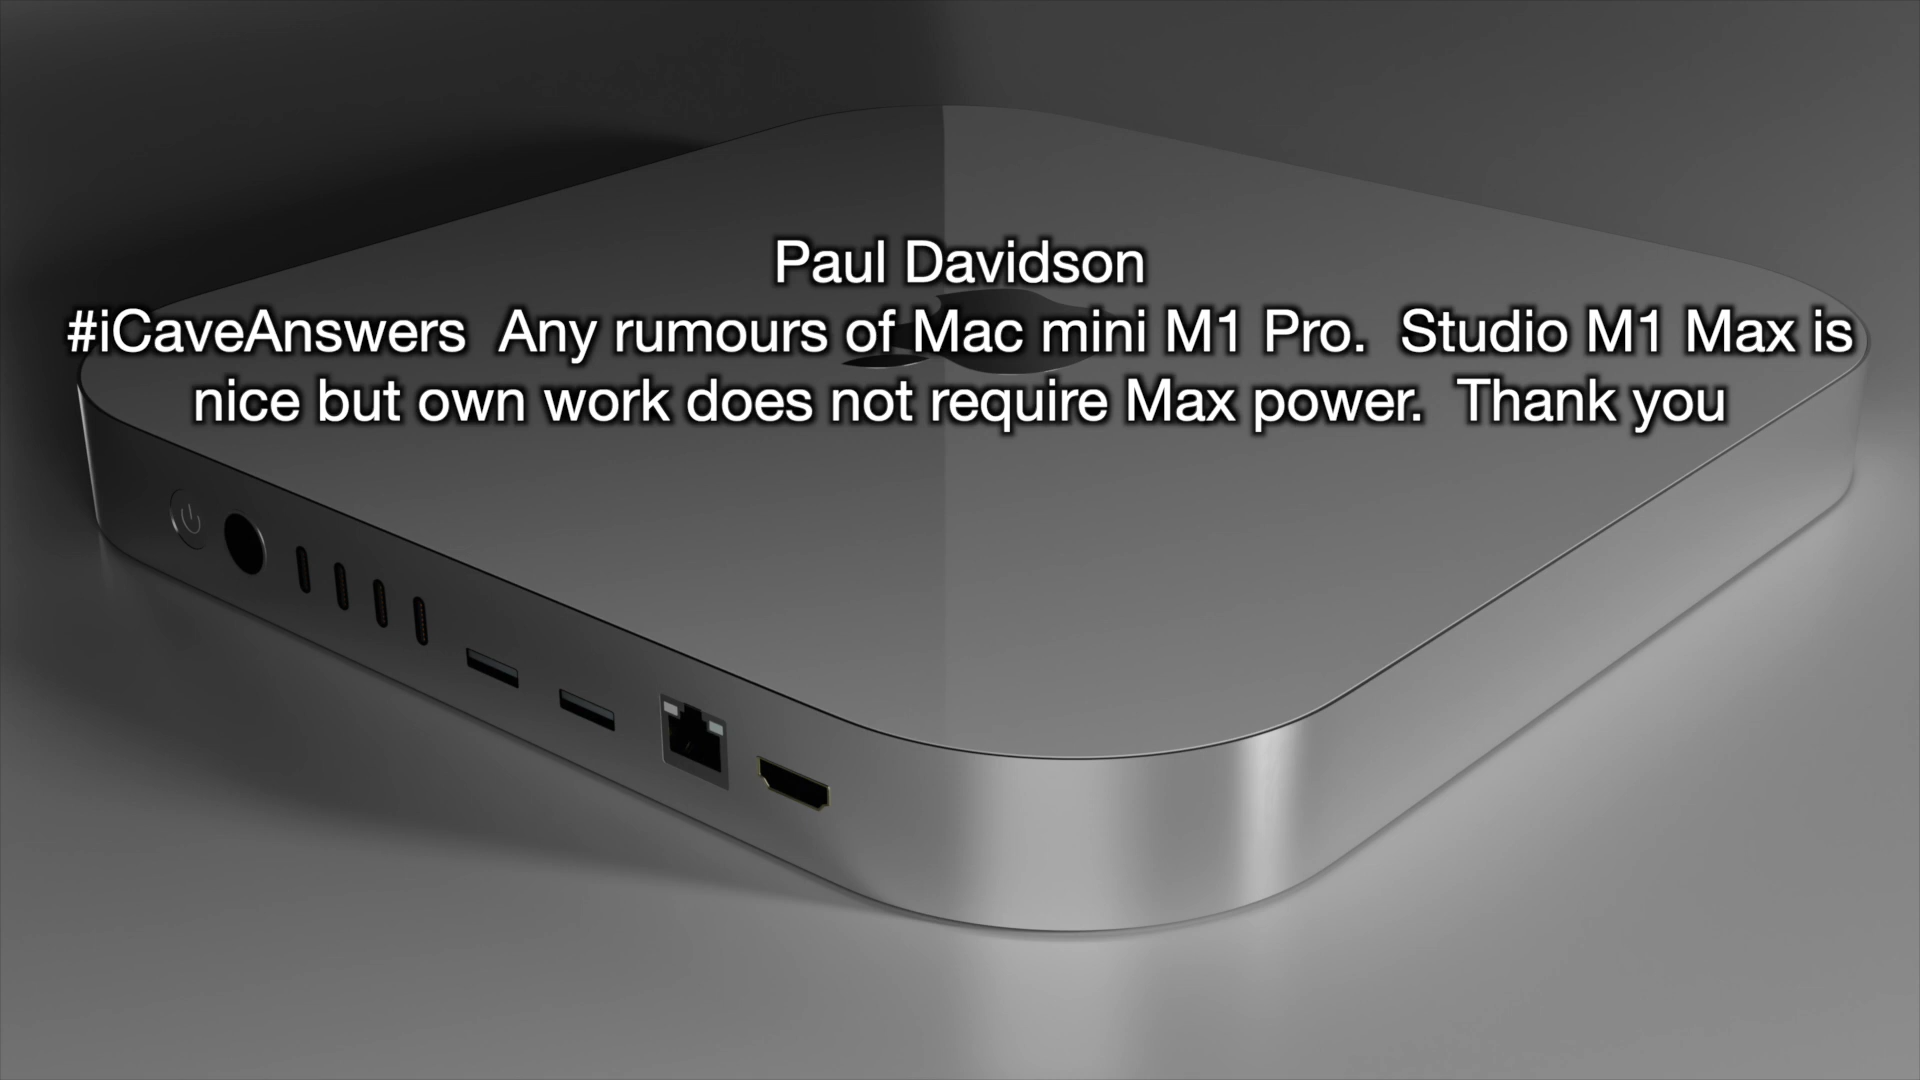 Paul Davidson
#iCaveAnswers  Any rumours of Mac mini M1 Pro.  Studio M1 Max is
nice but own work does not require Max power.  Thank you